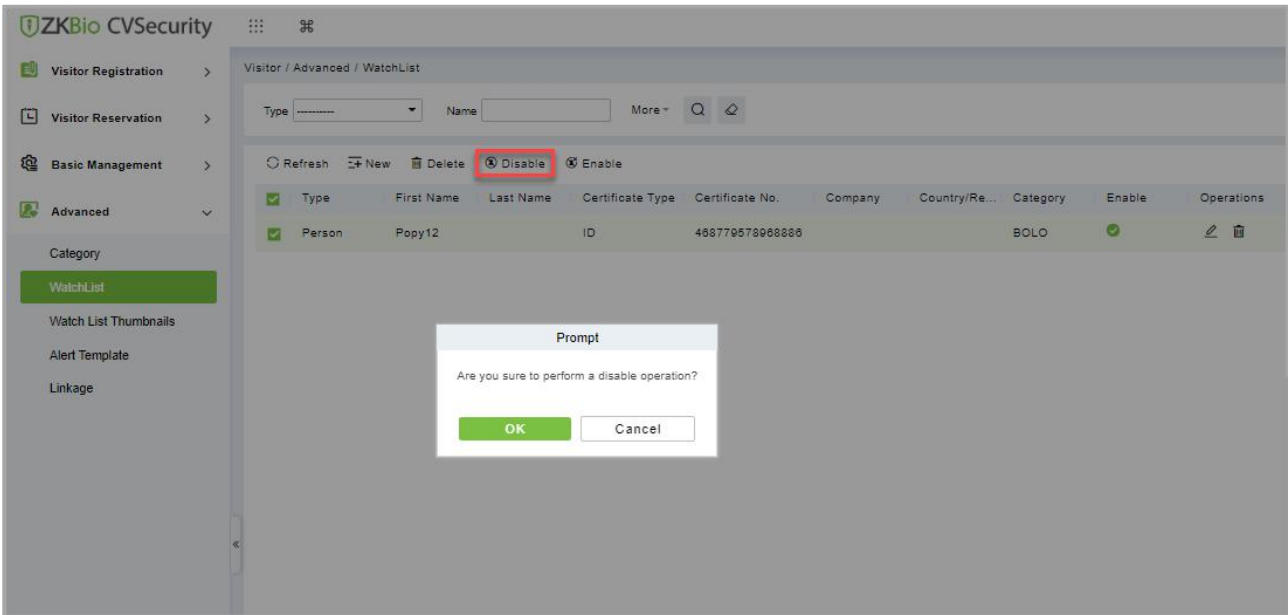 ZKBio CVSecurity
Visitor Registration
Visitor Reservation
Basic Management
Advanced
Category
WatchList
Watch List Thumbnails
Alert Template
Linkage
Visitor / Advanced / WatchList
Type ---------- Name More
Refresh New Delete Disable Enable
Type First Name Last Name Certificate Type Certificate No. Company Country/Re... Category Enable Operations
Person Popy12 ID 468779578968886 BOLO
Prompt
Are you sure to perform a disable operation?
OK Cancel